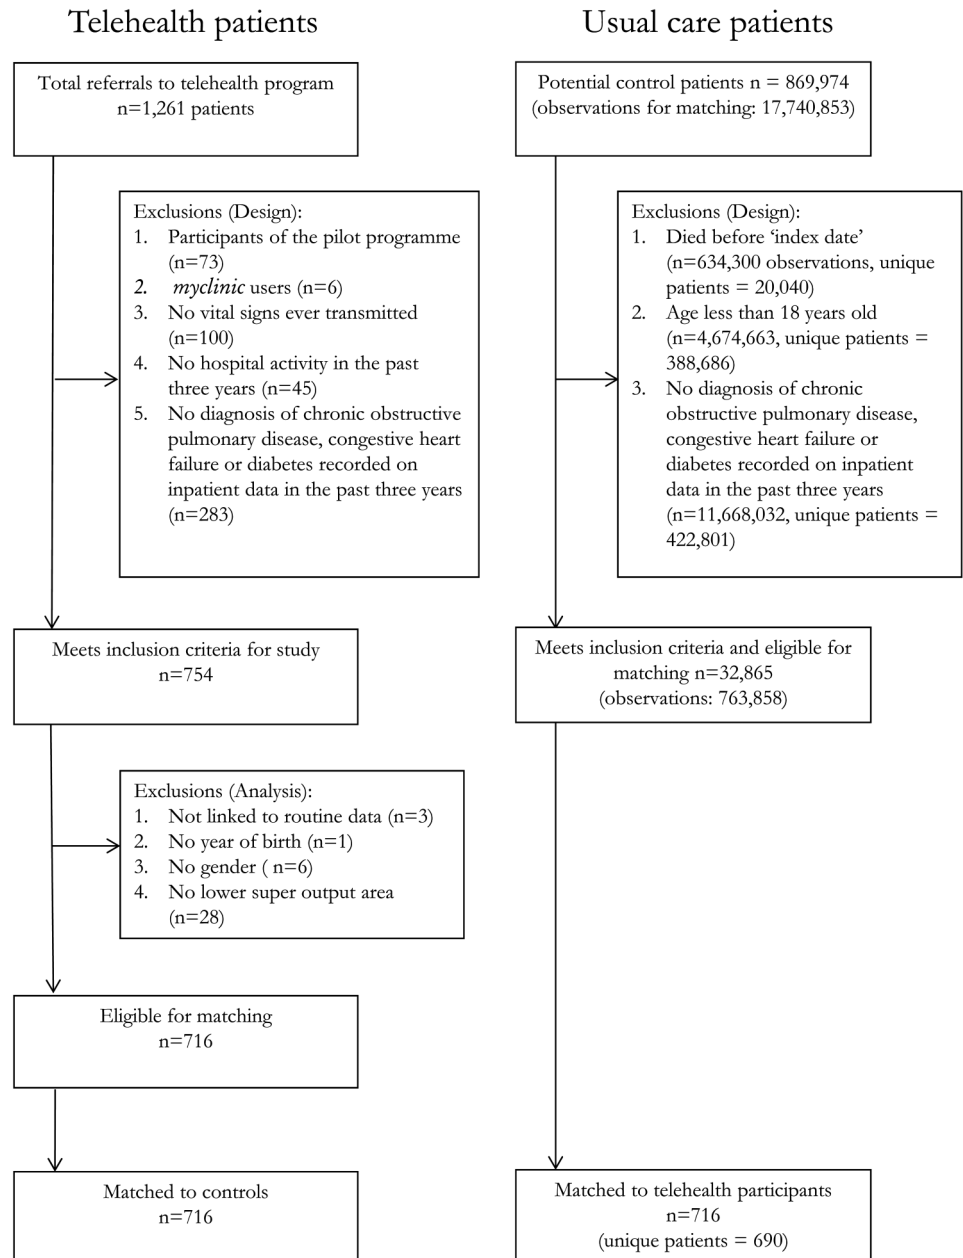 Telehealth patients
Usual care patients
Total referrals to telehealth program
n=1,261 patients
Potential control patients n = 869,974
(observations for matching: 17,740,853)
Exclusions (Design):
1. Participants of the pilot programme
(n=73)
2. myclinic users (n=6)
3. No vital signs ever transmitted
(n=100)
4. No hospital activity in the past
three years (n=45)
5. No diagnosis of chronic obstructive
pulmonary disease, congestive heart
failure or diabetes recorded on
inpatient data in the past three years
(n=283)
Exclusions (Design):
1. Died before ‘index date’
(n=634,300 observations, unique
patients = 20,040)
2. Age less than 18 years old
(n=4,674,663, unique patients =
388,686)
3. No diagnosis of chronic
obstructive pulmonary disease,
congestive heart failure or
diabetes recorded on inpatient
data in the past three years
(n=11,668,032, unique patients =
422,801)
Meets inclusion criteria for study
n=754
Meets inclusion criteria and eligible for
matching n=32,865
(observations: 763,858)
Exclusions (Analysis):
1. Not linked to routine data (n=3)
2. No year of birth (n=1)
3. No gender ( n=6)
4. No lower super output area
(n=28)
Eligible for matching
n=716
Matched to controls
n=716
Matched to telehealth participants
n=716
(unique patients = 690)